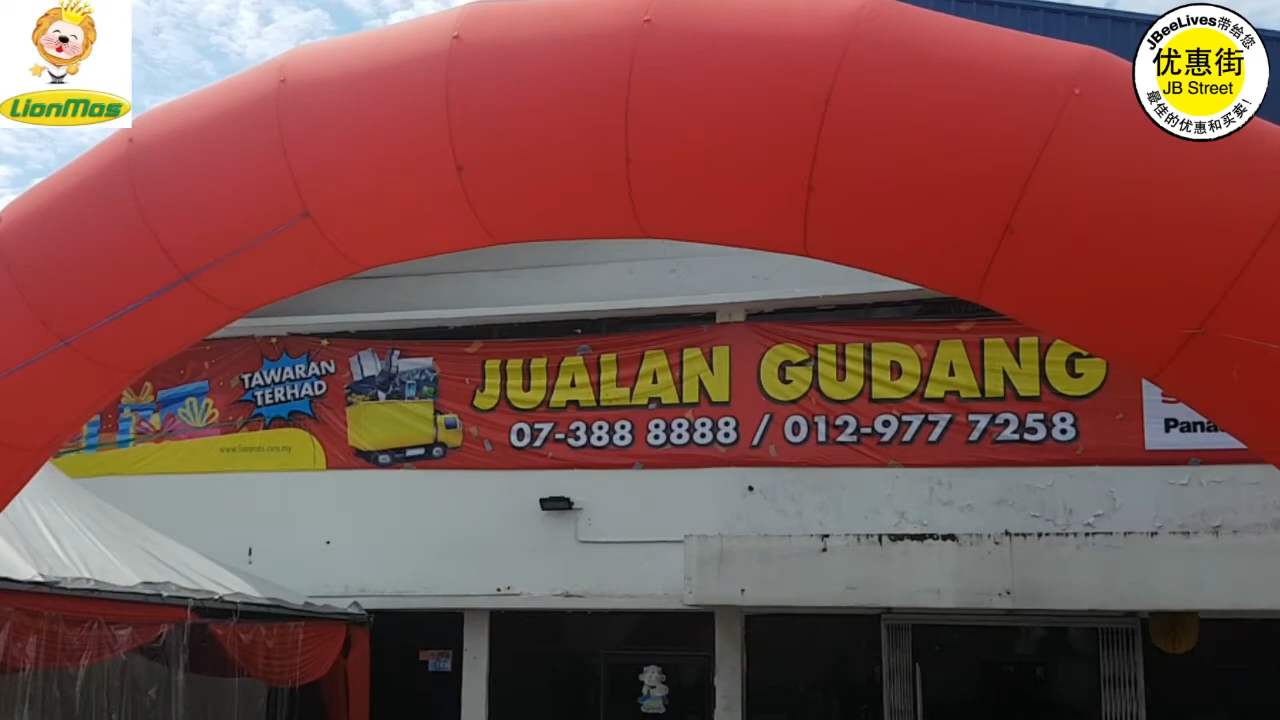 LionMas
JBeeLives带给您
优惠街
JB Street
最佳的优惠和买卖!
TAWARAN
TERHAD
JUALAN GUDANG
07-388 8888 / 012-977 7258
www.lionmas.com.my